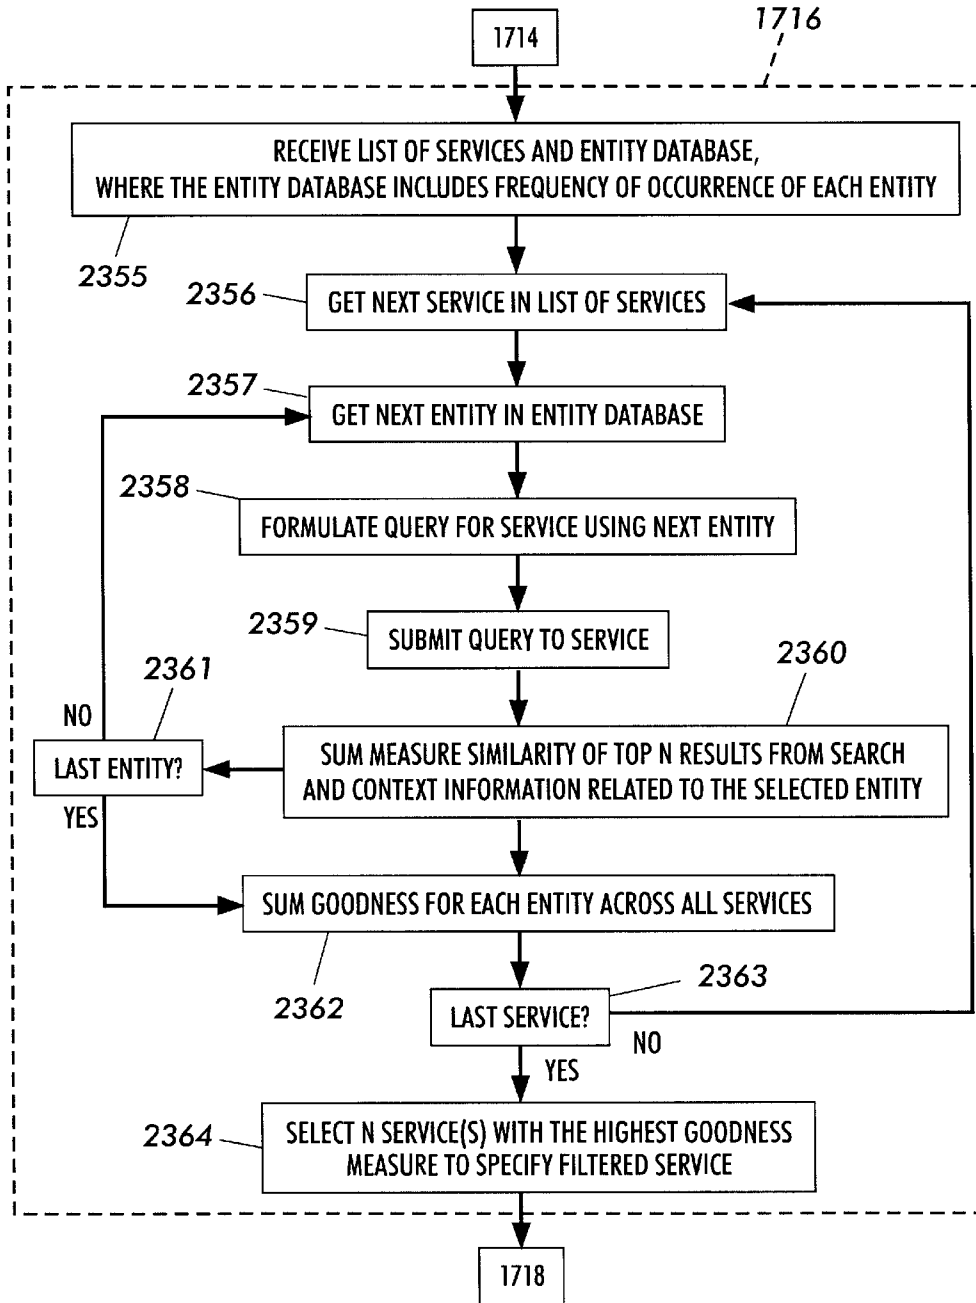 1714
1716
RECEIVE LIST OF SERVICES AND ENTITY DATABASE,
WHERE THE ENTITY DATABASE INCLUDES FREQUENCY OF OCCURRENCE OF EACH ENTITY
2355
2356
GET NEXT SERVICE IN LIST OF SERVICES
2357
GET NEXT ENTITY IN ENTITY DATABASE
2358
FORMULATE QUERY FOR SERVICE USING NEXT ENTITY
2359
SUBMIT QUERY TO SERVICE
2360
2361
NO
LAST ENTITY?
YES
SUM MEASURE SIMILARITY OF TOP N RESULTS FROM SEARCH
AND CONTEXT INFORMATION RELATED TO THE SELECTED ENTITY
SUM GOODNESS FOR EACH ENTITY ACROSS ALL SERVICES
2362
2363
LAST SERVICE?
NO
YES
2364
SELECT N SERVICE(S) WITH THE HIGHEST GOODNESS
MEASURE TO SPECIFY FILTERED SERVICE
1718